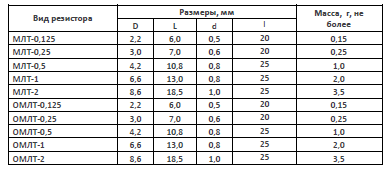 Вид резистора Размеры, мм Масса, г, не более
D L d l
МЛТ-0,125 2,2 6,0 0,5 20 0,15
МЛТ-0,25 3,0 7,0 0,6 20 0,25
МЛТ-0,5 4,2 10,8 0,8 25 1,0
МЛТ-1 6,6 13,0 0,8 25 2,0
МЛТ-2 8,6 18,5 1,0 25 3,5
ОМЛТ-0,125 2,2 6,0 0,5 20 0,15
ОМЛТ-0,25 3,0 7,0 0,6 20 0,25
ОМЛТ-0,5 4,2 10,8 0,8 25 1,0
ОМЛТ-1 6,6 13,0 0,8 25 2,0
ОМЛТ-2 8,6 18,5 1,0 25 3,5